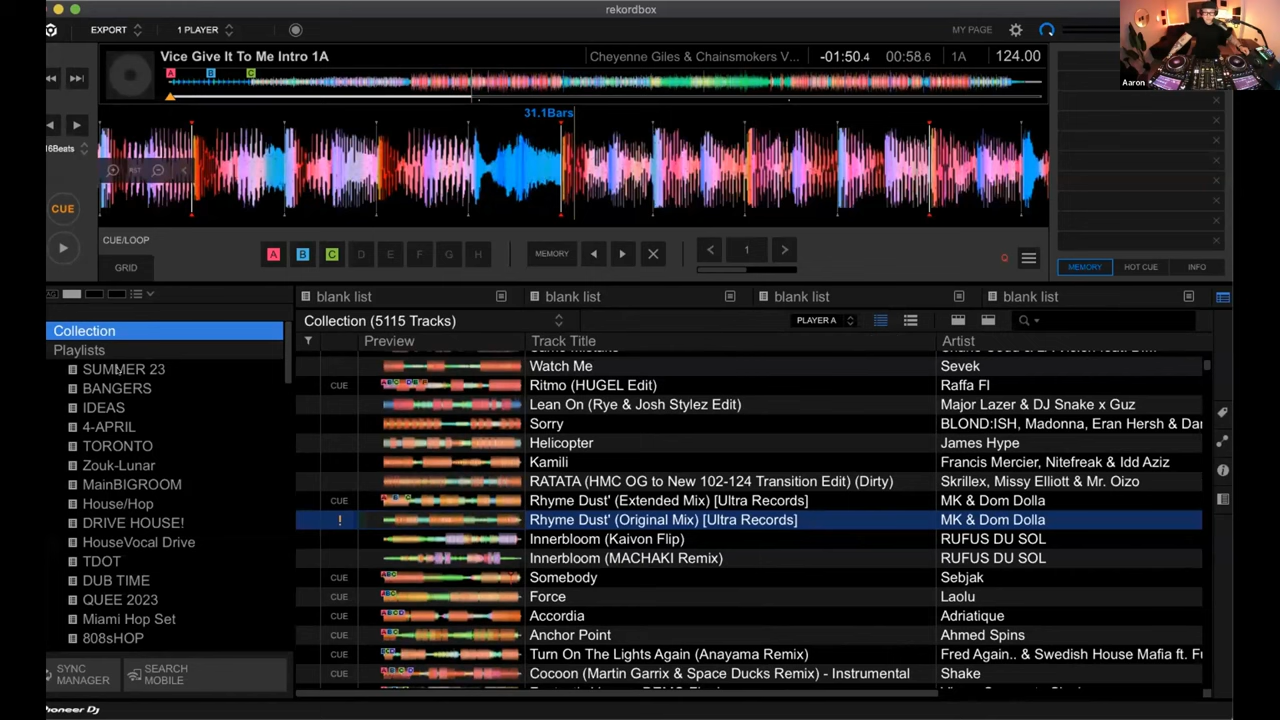 rekordbox
EXPORT
1 PLAYER
MY PAGE
Vice Give It To Me Intro 1A
Cheyenne Giles & Chainsmokers V...
-01:50.4
00:58.6
1A
124.00
A
B
C
31.1Bars
16Beats
RST
CUE
CUE/LOOP
GRID
A
B
C
D
E
F
G
H
MEMORY
1
Q
MEMORY
HOT CUE
INFO
Aaron
blank list
blank list
blank list
blank list
Collection
Playlists
SUMMER 23
BANGERS
IDEAS
4-APRIL
TORONTO
Zouk-Lunar
MainBIGROOM
House/Hop
DRIVE HOUSE!
HouseVocal Drive
TDOT
DUB TIME
QUEE 2023
Miami Hop Set
808sHOP
SYNC
MANAGER
SEARCH
MOBILE
Collection (5115 Tracks)
PLAYER A
Preview
Track Title
Artist
Watch Me
Sevek
CUE
Ritmo (HUGEL Edit)
Raffa Fl
Lean On (Rye & Josh Stylez Edit)
Major Lazer & DJ Snake x Guz
Sorry
BLOND:ISH, Madonna, Eran Hersh & Dar
Helicopter
James Hype
Kamili
Francis Mercier, Nitefreak & Idd Aziz
RATATA (HMC OG to New 102-124 Transition Edit) (Dirty)
Skrillex, Missy Elliott & Mr. Oizo
CUE
Rhyme Dust' (Extended Mix) [Ultra Records]
MK & Dom Dolla
!
Rhyme Dust' (Original Mix) [Ultra Records]
MK & Dom Dolla
Innerbloom (Kaivon Flip)
RUFUS DU SOL
Innerbloom (MACHAKI Remix)
RUFUS DU SOL
CUE
Somebody
Sebjak
CUE
Force
Laolu
CUE
Accordia
Adriatique
CUE
Anchor Point
Ahmed Spins
CUE
Turn On The Lights Again (Anayama Remix)
Fred Again.. & Swedish House Mafia ft. Fu
CUE
Cocoon (Martin Garrix & Space Ducks Remix) - Instrumental
Shake
Pioneer Dj